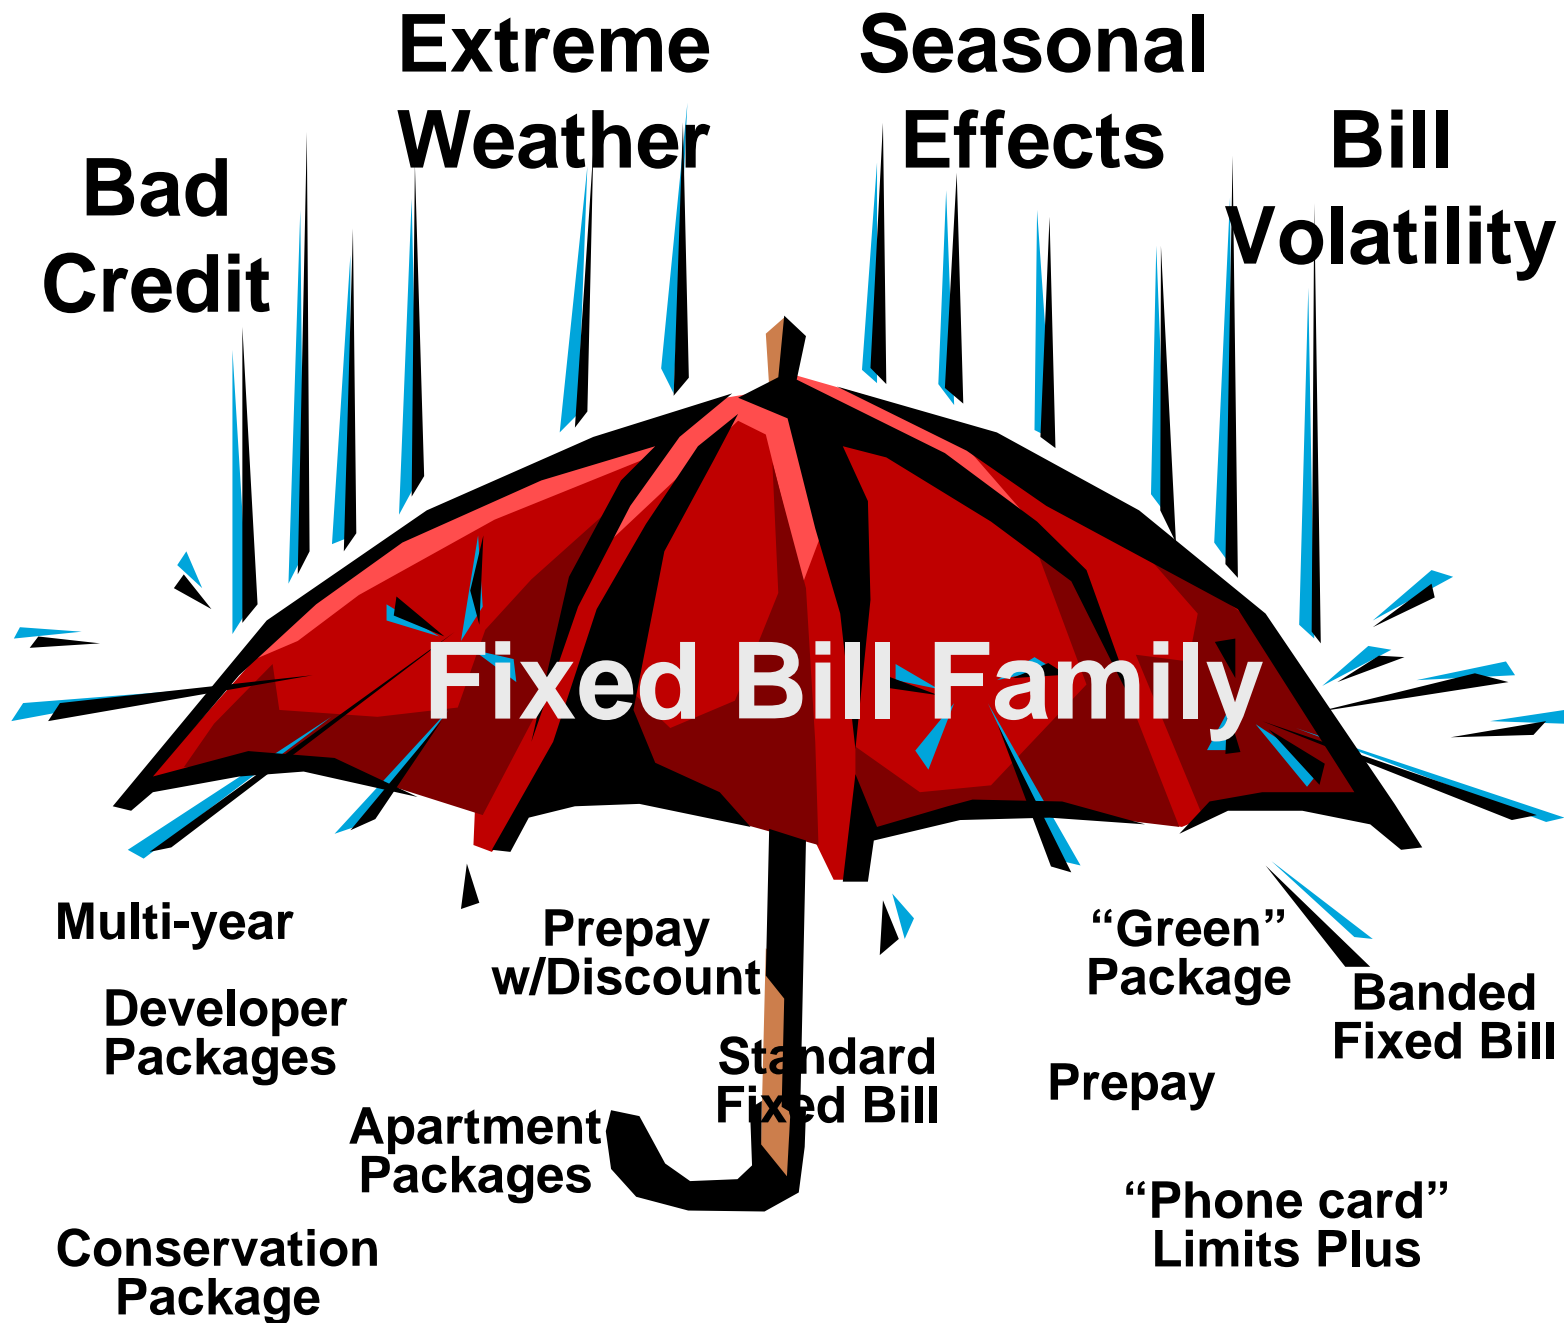 Extreme
Weather
Seasonal
Effects
Bad
Credit
Bill
Volatility
Fixed Bill Family
Multi-year
Prepay
w/Discount
“Green”
Package
Developer
Packages
Banded
Fixed Bill
Standard
Fixed Bill
Prepay
Apartment
Packages
“Phone card”
Limits Plus
Conservation
Package